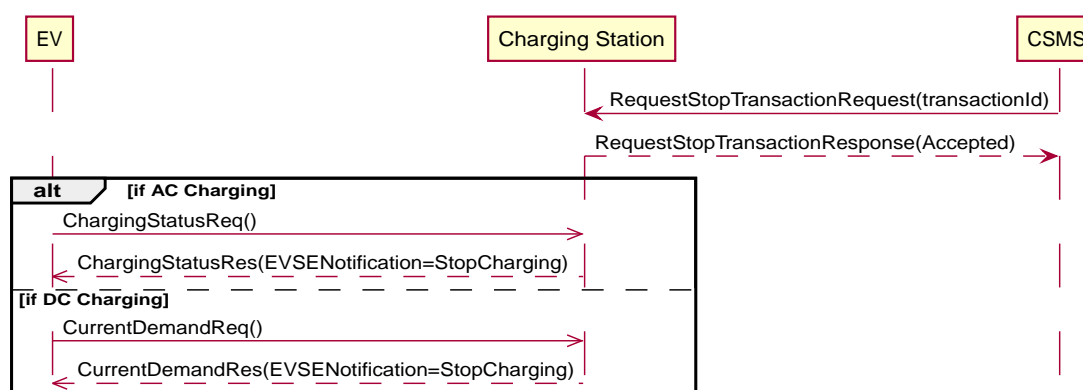 EV
Charging Station
CSMS
RequestStopTransactionRequest(transactionId)
RequestStopTransactionResponse(Accepted)
alt
[if AC Charging]
ChargingStatusReq()
ChargingStatusRes(EVSENotification=StopCharging)
[if DC Charging]
CurrentDemandReq()
CurrentDemandRes(EVSENotification=StopCharging)